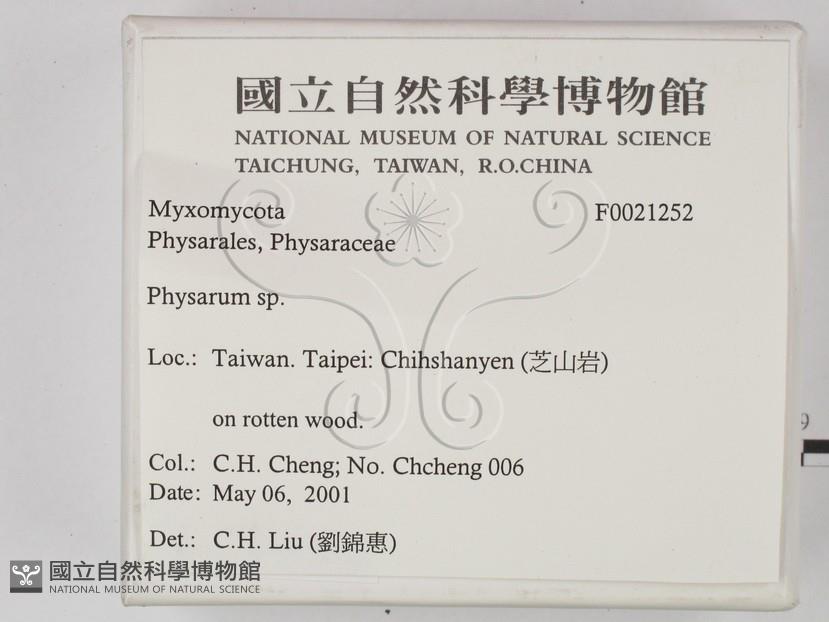 國立自然科學博物館
NATIONAL MUSEUM OF NATURAL SCIENCE
TAICHUNG, TAIWAN, R.O.CHINA
Myxomycota F0021252
Physarales, Physaraceae
Physarum sp.
Loc.: Taiwan. Taipei: Chihshanyen (芝山岩)
on rotten wood.
Col.: C.H. Cheng; No. Chcheng 006
Date: May 06, 2001
Det.: C.H. Liu (劉錦惠)
9
國立自然科學博物館
NATIONAL MUSEUM OF NATURAL SCIENCE